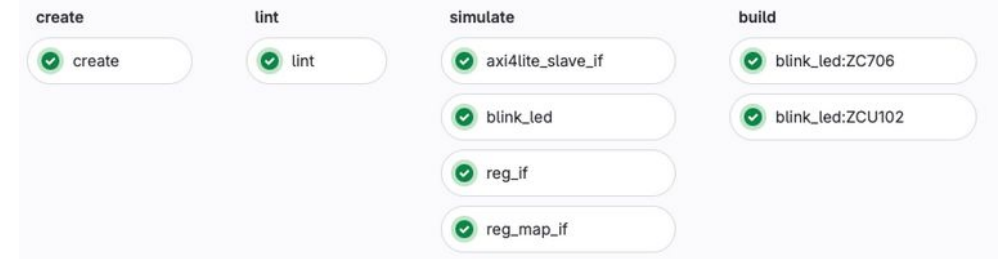 create
create
lint
lint
simulate
axi4lite_slave_if
blink_led
reg_if
reg_map_if
build
blink_led:ZC706
blink_led:ZCU102